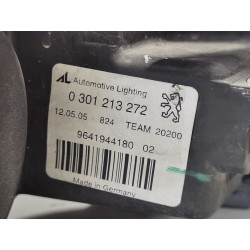 AL Automotive Lighting
0 301 213 272
12.05.05 - 824 TEAM 20200
9641944180 02
Made in Germany